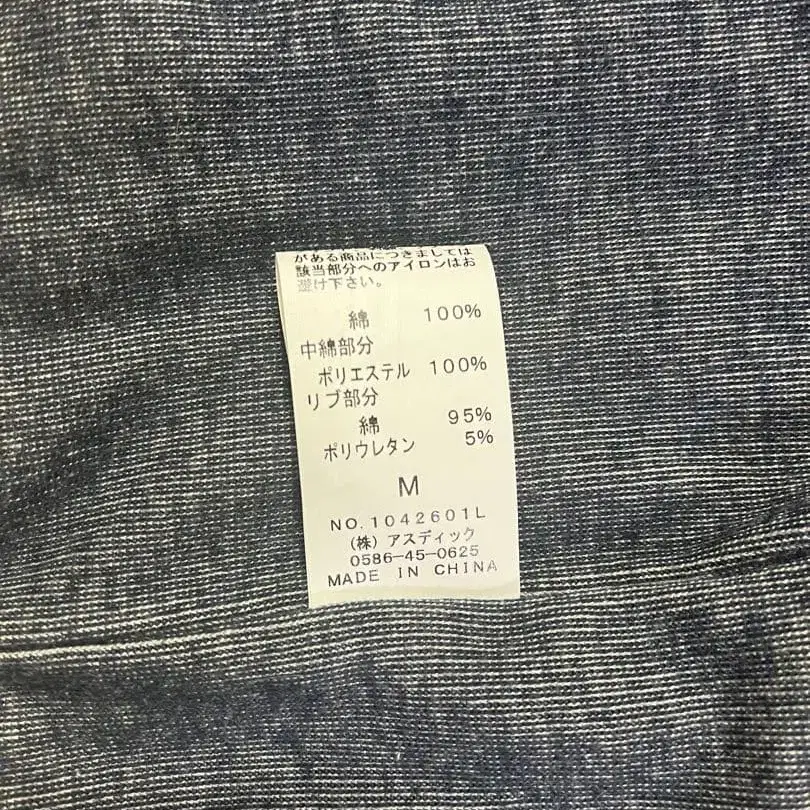 がある商品につきましては
該当部分へのアイロンはお
避け下さい。
綿 100%
中綿部分
ポリエステル 100%
リブ部分
綿 95%
ポリウレタン 5%
M
NO.1042601L
(株) アスディック
0586-45-0625
MADE IN CHINA